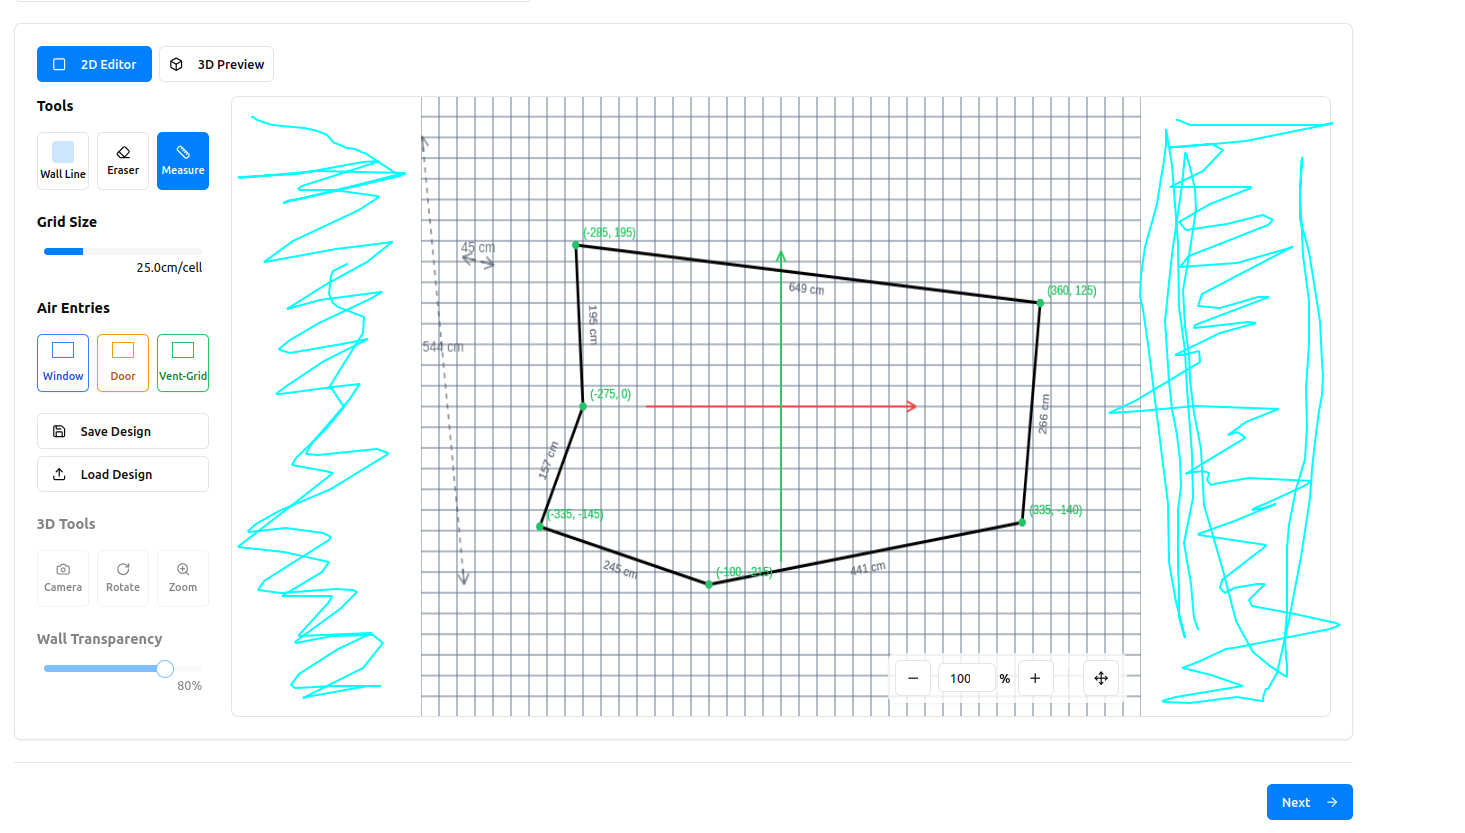 2D Editor
3D Preview
Tools
Wall Line
Eraser
Measure
Grid Size
25.0cm/cell
Air Entries
Window
Door
Vent-Grid
Save Design
Load Design
3D Tools
Camera
Rotate
Zoom
Wall Transparency
80%
45 cm
544 cm
(-285, 195)
649 cm
(360, 125)
195 cm
(-275, 0)
266 cm
157 cm
(-335, -145)
(335, -140)
245 cm
(-100, -215)
441 cm
100 %
Next